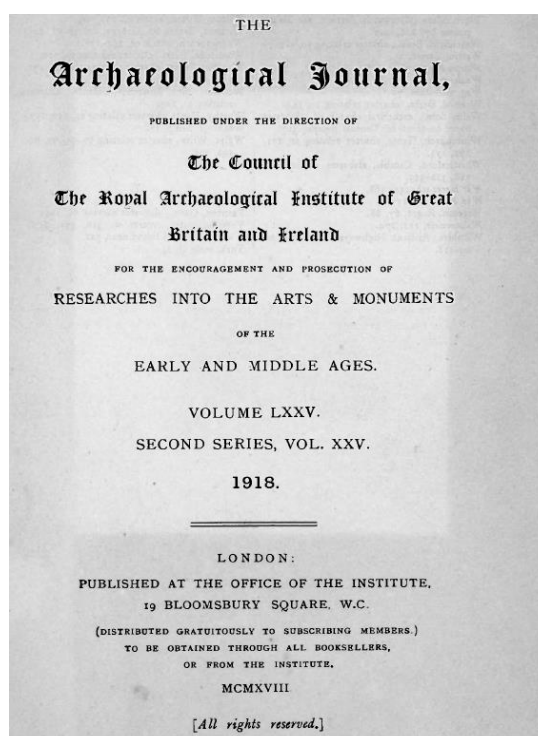 THE
Archaeological Journal,
PUBLISHED UNDER THE DIRECTION OF
The Council of
The Royal Archaeological Institute of Great
Britain and Ireland
FOR THE ENCOURAGEMENT AND PROSECUTION OF
RESEARCHES INTO THE ARTS & MONUMENTS
OF THE
EARLY AND MIDDLE AGES.
VOLUME LXXV.
SECOND SERIES, VOL. XXV.
1918.
LONDON:
PUBLISHED AT THE OFFICE OF THE INSTITUTE,
19 BLOOMSBURY SQUARE, W.C.
(DISTRIBUTED GRATUITOUSLY TO SUBSCRIBING MEMBERS.)
TO BE OBTAINED THROUGH ALL BOOKSELLERS,
OR FROM THE INSTITUTE.
MCMXVIII
[All rights reserved.]